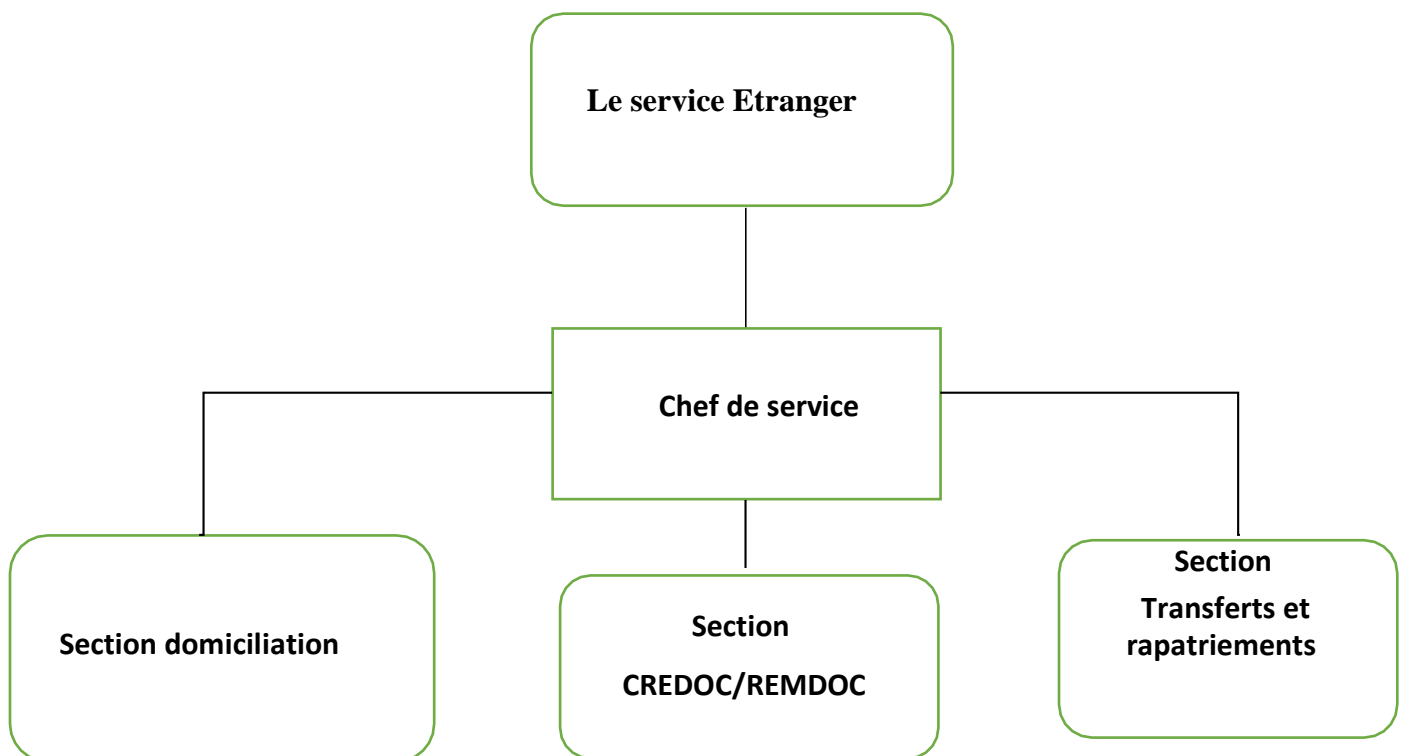 Le service Etranger
Chef de service
Section domiciliation
Section
CREDOC/REMDOC
Section
Transferts et
rapatriements